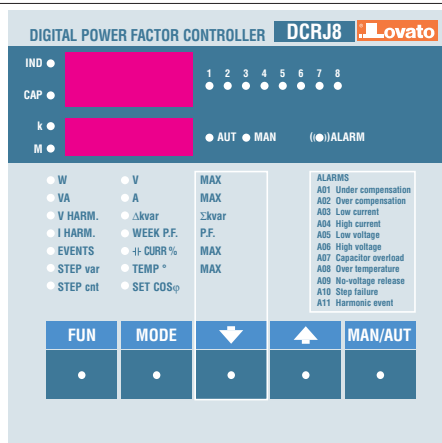 DIGITAL POWER FACTOR CONTROLLER DCRJ8 Lovato
IND
CAP
1 2 3 4 5 6 7 8
k
M
AUT MAN ALARM
W V MAX
VA A MAX
V HARM. Δkvar Σkvar
I HARM. WEEK P.F. P.F.
EVENTS ⊣⊢ CURR % MAX
STEP var TEMP ° MAX
STEP cnt SET COSφ
ALARMS
A01 Under compensation
A02 Over compensation
A03 Low current
A04 High current
A05 Low voltage
A06 High voltage
A07 Capacitor overload
A08 Over temperature
A09 No-voltage release
A10 Step failure
A11 Harmonic event
FUN MODE MAN/AUT